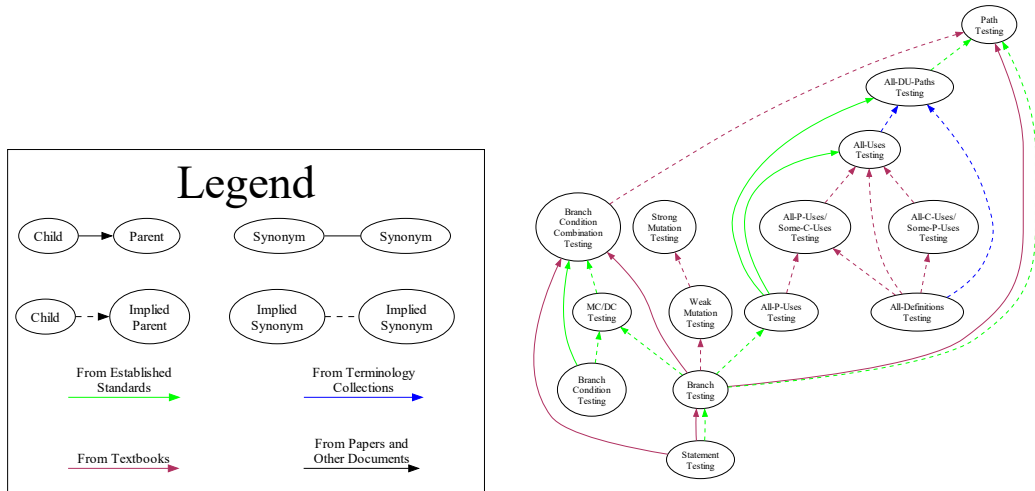 Legend
Child
Parent
Synonym
Synonym
Child
Implied
Parent
Implied
Synonym
Implied
Synonym
From Established
Standards
From Terminology
Collections
From Textbooks
From Papers and
Other Documents
Path
Testing
All-DU-Paths
Testing
All-Uses
Testing
Branch
Condition
Combination
Testing
Strong
Mutation
Testing
All-P-Uses/
Some-C-Uses
Testing
All-C-Uses/
Some-P-Uses
Testing
MC/DC
Testing
Weak
Mutation
Testing
All-P-Uses
Testing
All-Definitions
Testing
Branch
Condition
Testing
Branch
Testing
Statement
Testing